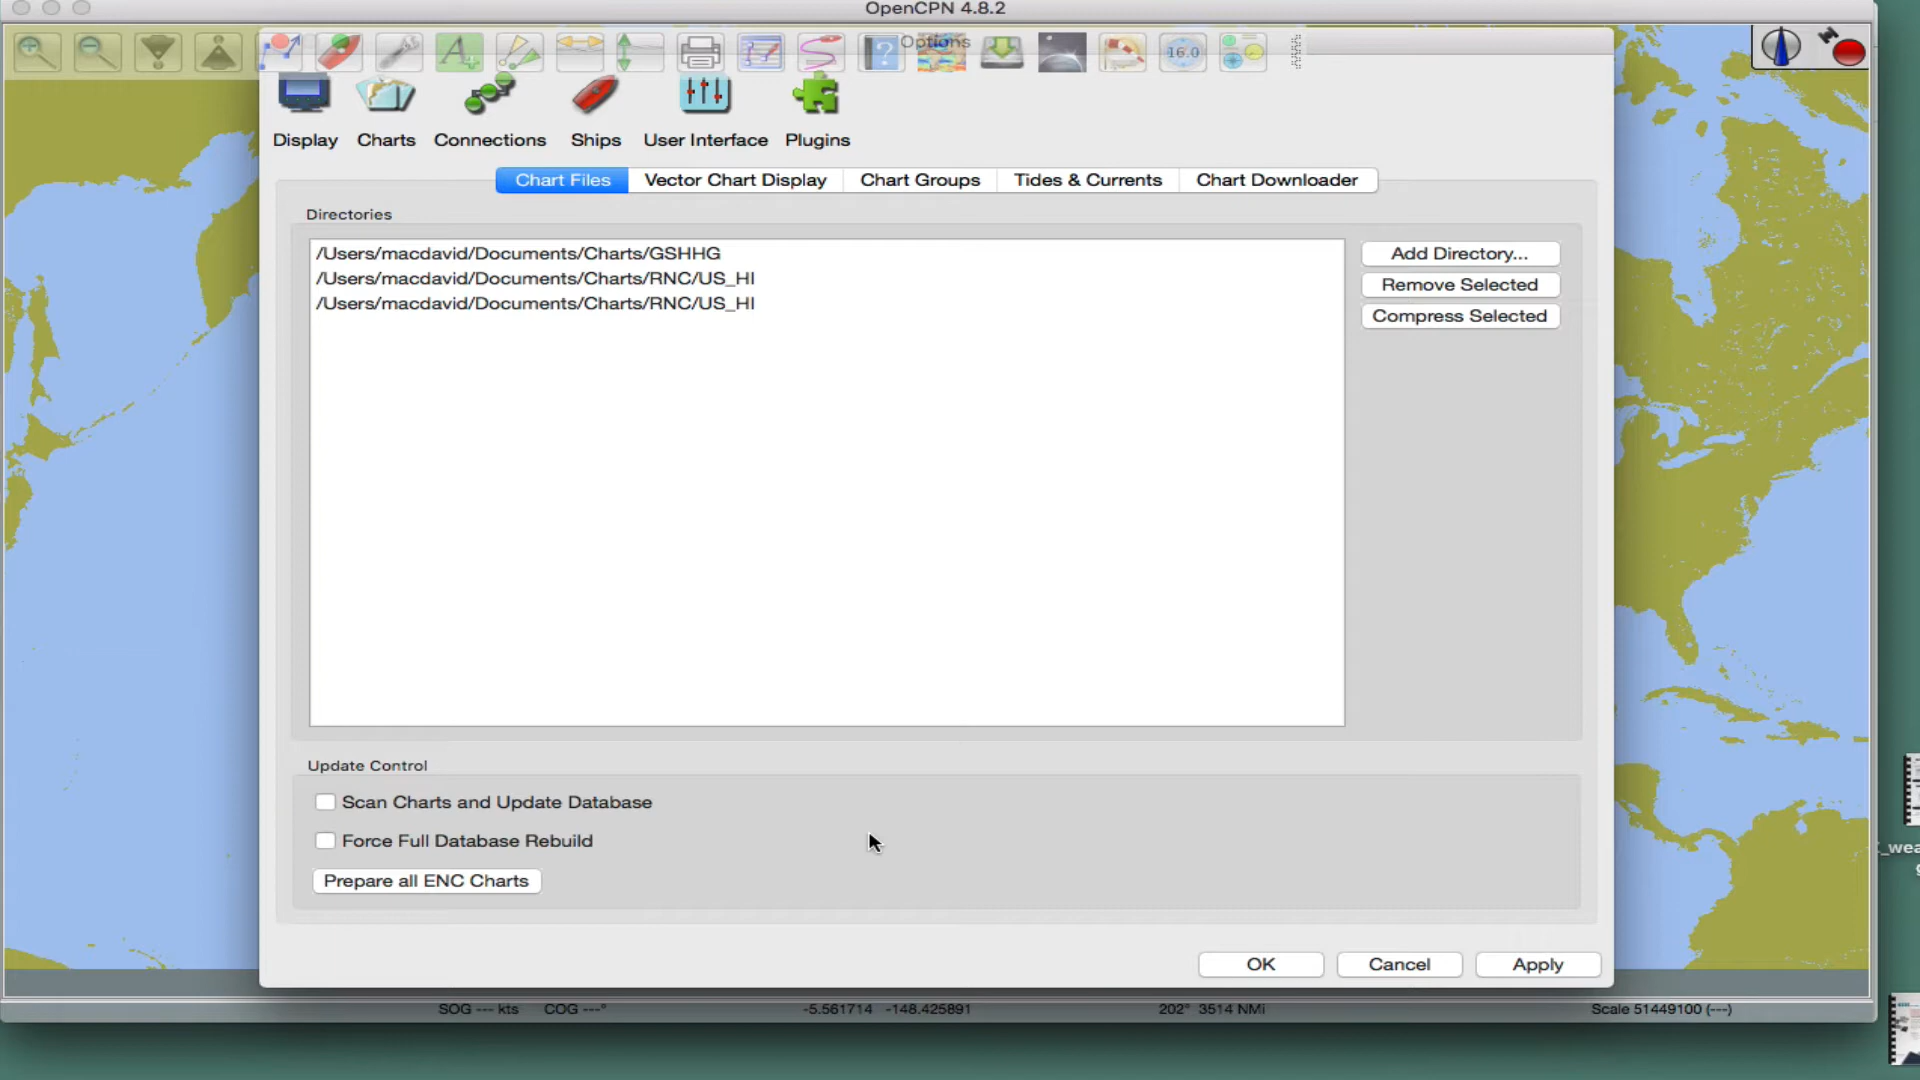 OpenCPN 4.8.2
Options
16.0
Display
Charts
Connections
Ships
User Interface
Plugins
Chart Files
Vector Chart Display
Chart Groups
Tides & Currents
Chart Downloader
Directories
/Users/macdavid/Documents/Charts/GSHHG
/Users/macdavid/Documents/Charts/RNC/US_HI
/Users/macdavid/Documents/Charts/RNC/US_HI
Add Directory...
Remove Selected
Compress Selected
Update Control
Scan Charts and Update Database
Force Full Database Rebuild
Prepare all ENC Charts
OK
Cancel
Apply
SOG --- kts COG ---°
-5.561714 -148.425891
202° 3514 NMi
Scale 51449100 (---)